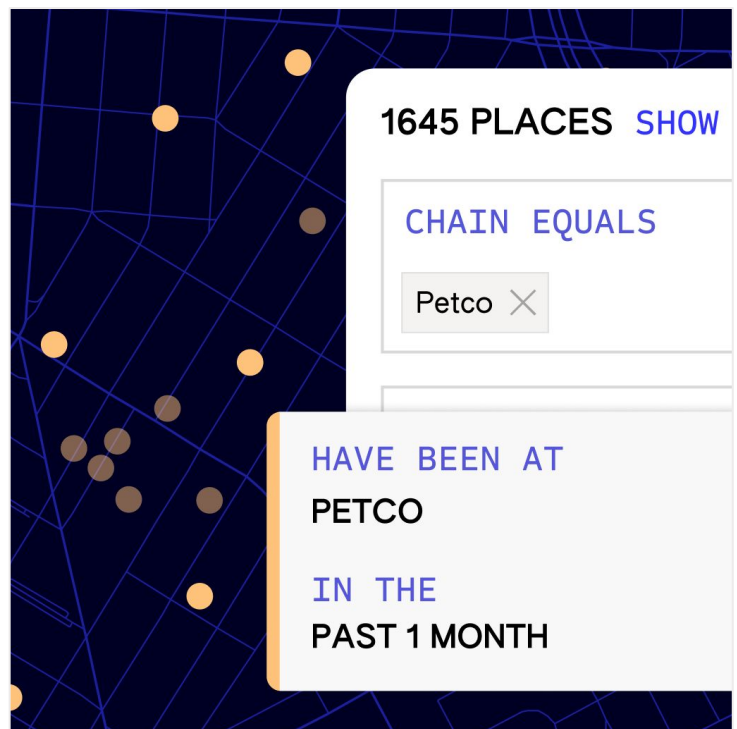 1645 PLACES SHOW
CHAIN EQUALS
Petco
HAVE BEEN AT
PETCO
IN THE
PAST 1 MONTH